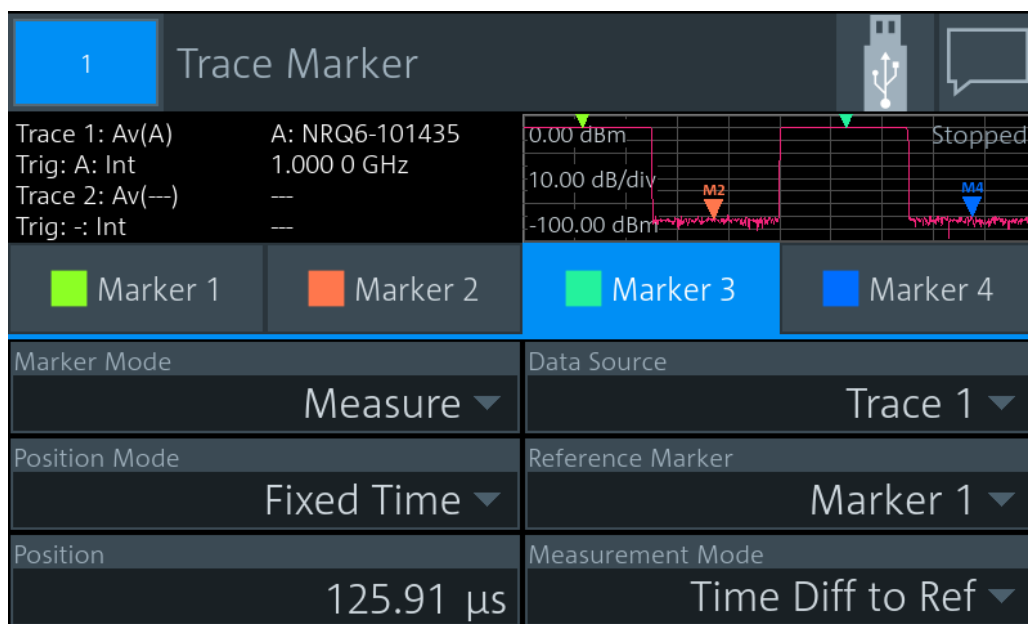 1
Trace Marker
Trace 1: Av(A)
A: NRQ6-101435
Trig: A: Int
1.000 0 GHz
Trace 2: Av(---)
---
Trig: -: Int
---
0.00 dBm
Stopped
10.00 dB/div
M2
M4
-100.00 dBm
Marker 1
Marker 2
Marker 3
Marker 4
Marker Mode
Measure
Data Source
Trace 1
Position Mode
Fixed Time
Reference Marker
Marker 1
Position
125.91 µs
Measurement Mode
Time Diff to Ref